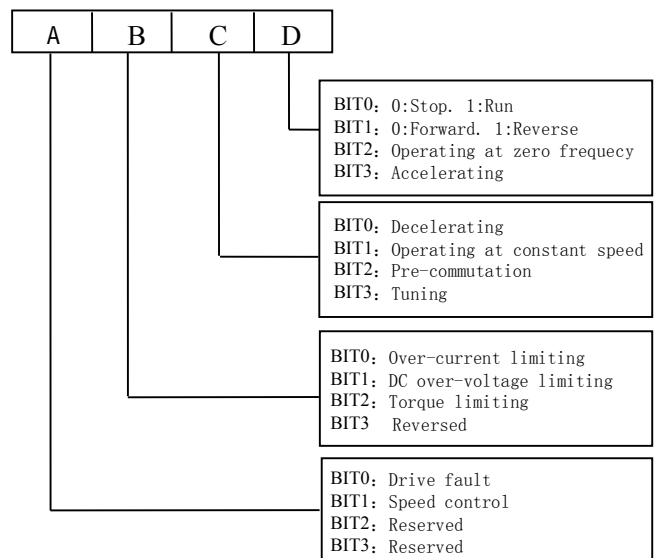 A B C D
BIT0：0:Stop. 1:Run
BIT1：0:Forward. 1:Reverse
BIT2：Operating at zero frequecy
BIT3：Accelerating
BIT0：Decelerating
BIT1：Operating at constant speed
BIT2：Pre-commutation
BIT3：Tuning
BIT0：Over-current limiting
BIT1：DC over-voltage limiting
BIT2：Torque limiting
BIT3 Reversed
BIT0：Drive fault
BIT1：Speed control
BIT2：Reserved
BIT3：Reserved